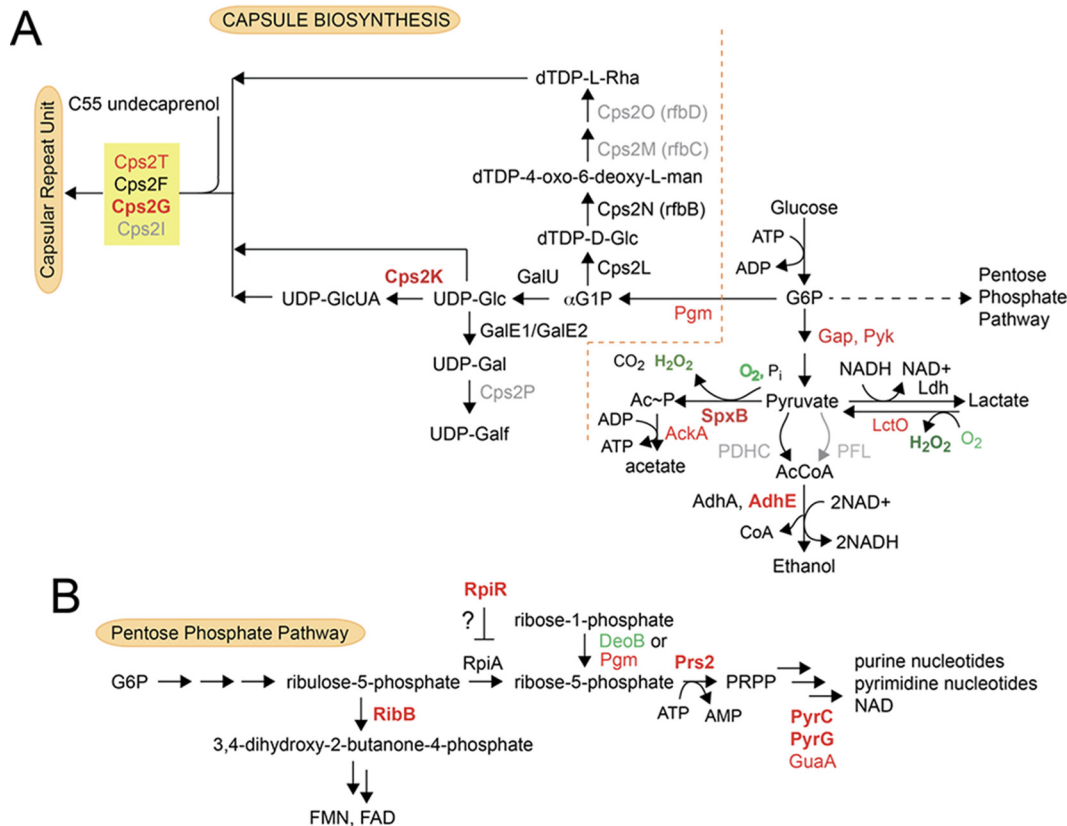 A
CAPSULE BIOSYNTHESIS
Capsular Repeat Unit
C55 undecaprenol
Cps2T
Cps2F
Cps2G
Cps2I
dTDP-L-Rha
Cps2O (rfbD)
Cps2M (rfbC)
dTDP-4-oxo-6-deoxy-L-man
Cps2N (rfbB)
dTDP-D-Glc
Cps2L
UDP-GlcUA
Cps2K
UDP-Glc
GalU
αG1P
Pgm
G6P
GalE1/GalE2
UDP-Gal
Cps2P
UDP-Galf
Glucose
ATP
ADP
Pentose
Phosphate
Pathway
Gap, Pyk
CO2 H2O2
O2, Pi
Ac~P
SpxB
Pyruvate
NADH
NAD+
Ldh
Lactate
LctO
H2O2
O2
ADP
ATP
AckA
acetate
PDHC
PFL
AcCoA
AdhA, AdhE
2NAD+
CoA
2NADH
Ethanol
B
Pentose Phosphate Pathway
RpiR
?
RpiA
ribose-1-phosphate
DeoB or
Pgm
G6P
ribulose-5-phosphate
ribose-5-phosphate
Prs2
ATP
AMP
PRPP
purine nucleotides
pyrimidine nucleotides
NAD
PyrC
PyrG
GuaA
RibB
3,4-dihydroxy-2-butanone-4-phosphate
FMN, FAD